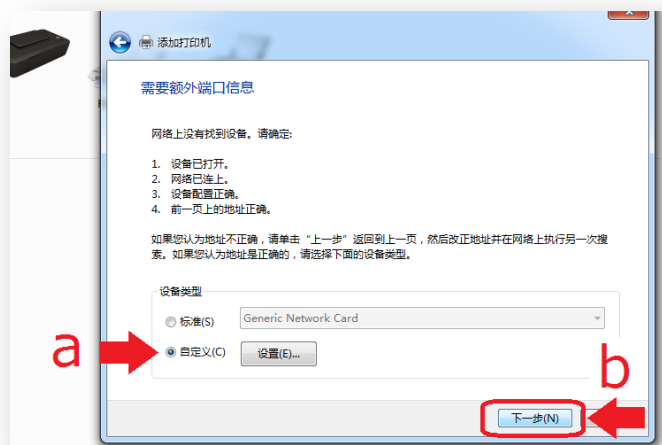 添加打印机
需要额外端口信息
网络上没有找到设备。请确定:
1. 设备已打开。
2. 网络已连上。
3. 设备配置正确。
4. 前一页上的地址正确。
如果您认为地址不正确，请单击“上一步”返回到上一页，然后改正地址并在网络上执行另一次搜
索。如果您认为地址是正确的，请选择下面的设备类型。
设备类型
标准(S)
Generic Network Card
a
自定义(C)
设置(E)...
b
下一步(N)